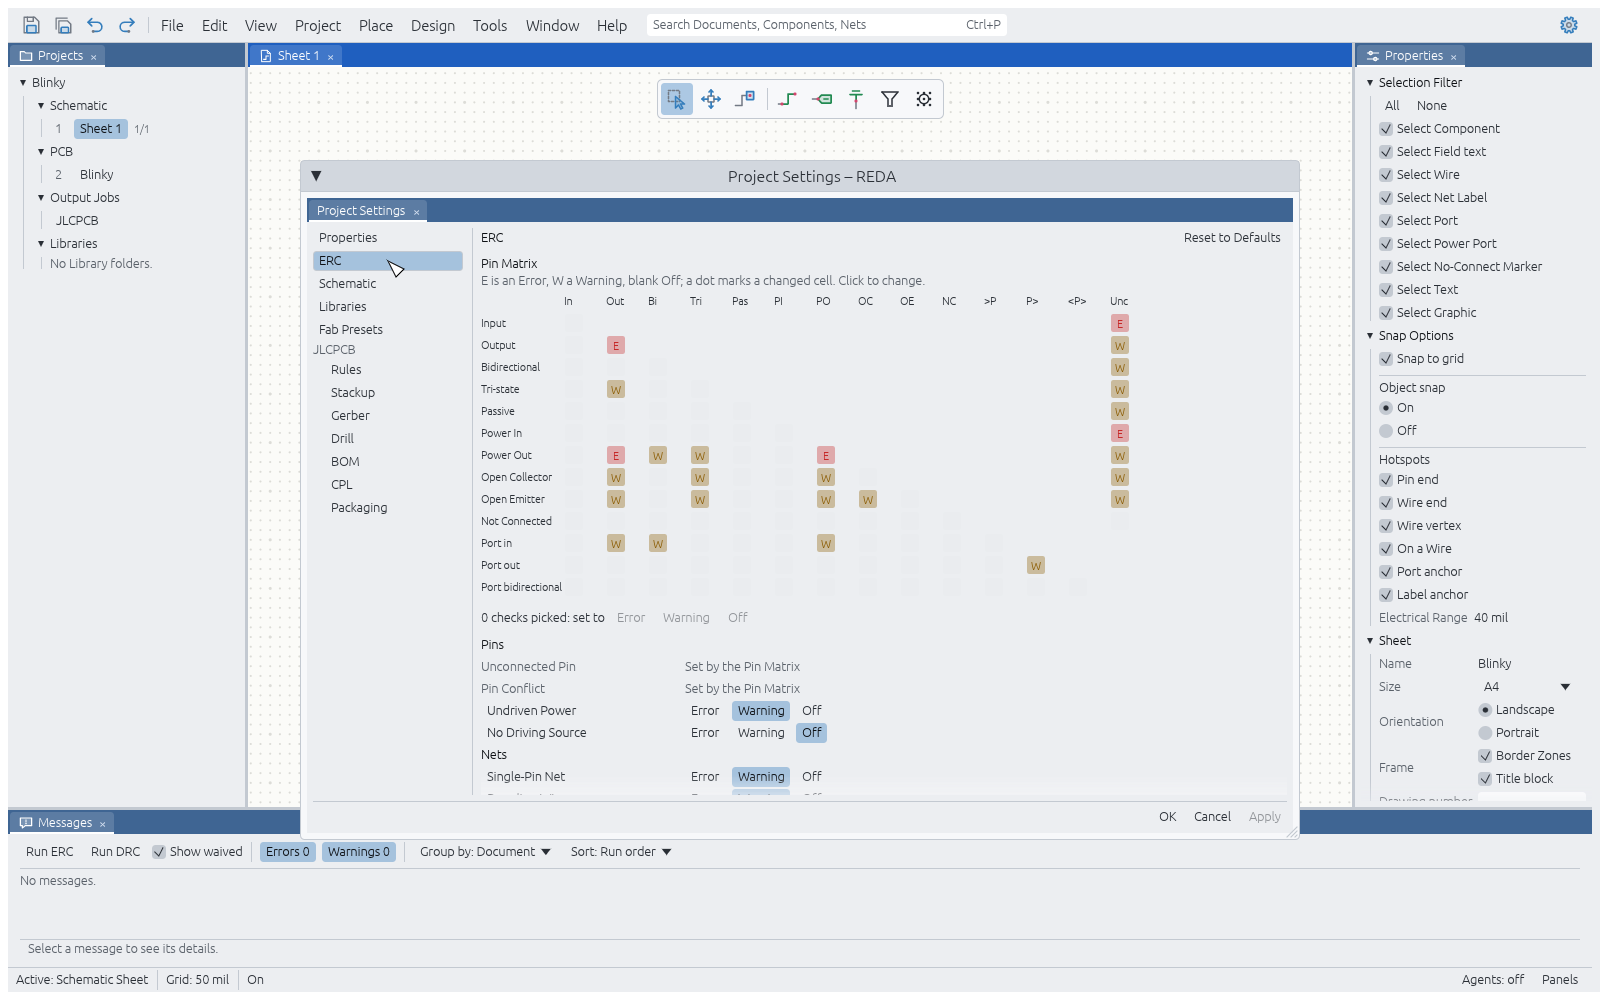 File Edit View Project Place Design Tools Window Help Search Documents, Components, Nets Ctrl+P
Projects
Sheet 1
Properties
Blinky
Schematic
1 Sheet 1 1/1
PCB
2 Blinky
Output Jobs
JLCPCB
Libraries
No Library folders.
Project Settings – REDA
Project Settings
Properties
ERC
Schematic
Libraries
Fab Presets
JLCPCB
Rules
Stackup
Gerber
Drill
BOM
CPL
Packaging
ERC Reset to Defaults
Pin Matrix
E is an Error, W a Warning, blank Off; a dot marks a changed cell. Click to change.
In Out Bi Tri Pas PI PO OC OE NC >P P> <P> Unc
Input E
Output E W
Bidirectional W
Tri-state W W
Passive W
Power In E
Power Out E W W E W
Open Collector W W W W
Open Emitter W W W W W
Not Connected
Port in W W W
Port out W
Port bidirectional
0 checks picked: set to Error Warning Off
Pins
Unconnected Pin Set by the Pin Matrix
Pin Conflict Set by the Pin Matrix
Undriven Power Error Warning Off
No Driving Source Error Warning Off
Nets
Single-Pin Net Error Warning Off
OK Cancel Apply
Selection Filter
All None
Select Component
Select Field text
Select Wire
Select Net Label
Select Port
Select Power Port
Select No-Connect Marker
Select Text
Select Graphic
Snap Options
Snap to grid
Object snap
On
Off
Hotspots
Pin end
Wire end
Wire vertex
On a Wire
Port anchor
Label anchor
Electrical Range 40 mil
Sheet
Name Blinky
Size A4
Orientation Landscape
Portrait
Frame Border Zones
Title block
Drawing number
Messages
Run ERC Run DRC Show waived Errors 0 Warnings 0 Group by: Document Sort: Run order
No messages.
Select a message to see its details.
Active: Schematic Sheet Grid: 50 mil On Agents: off Panels